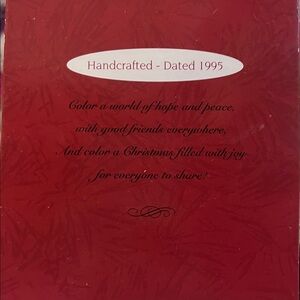 Handcrafted - Dated 1995
Color a world of hope and peace,
with good friends everywhere,
And color a Christmas filled with joy
for everyone to share!